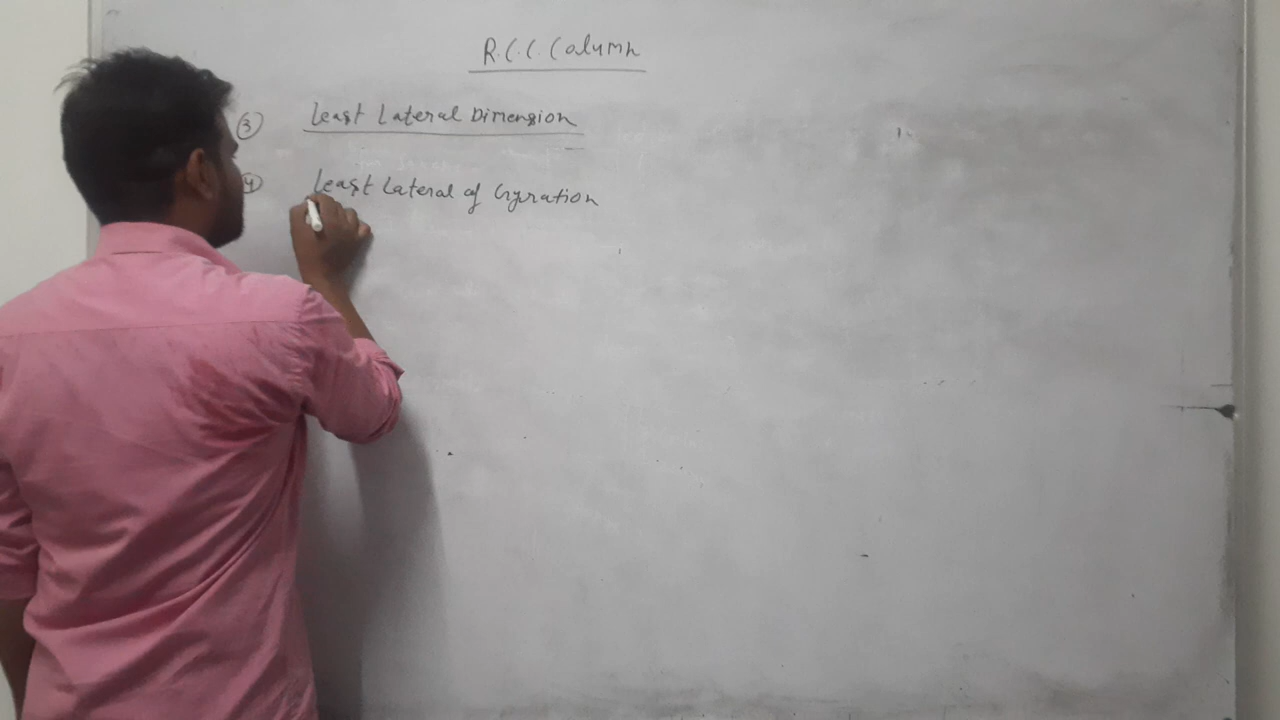 R.C.C. Column
③ Least Lateral Dimension
④ Least Lateral of Gyration